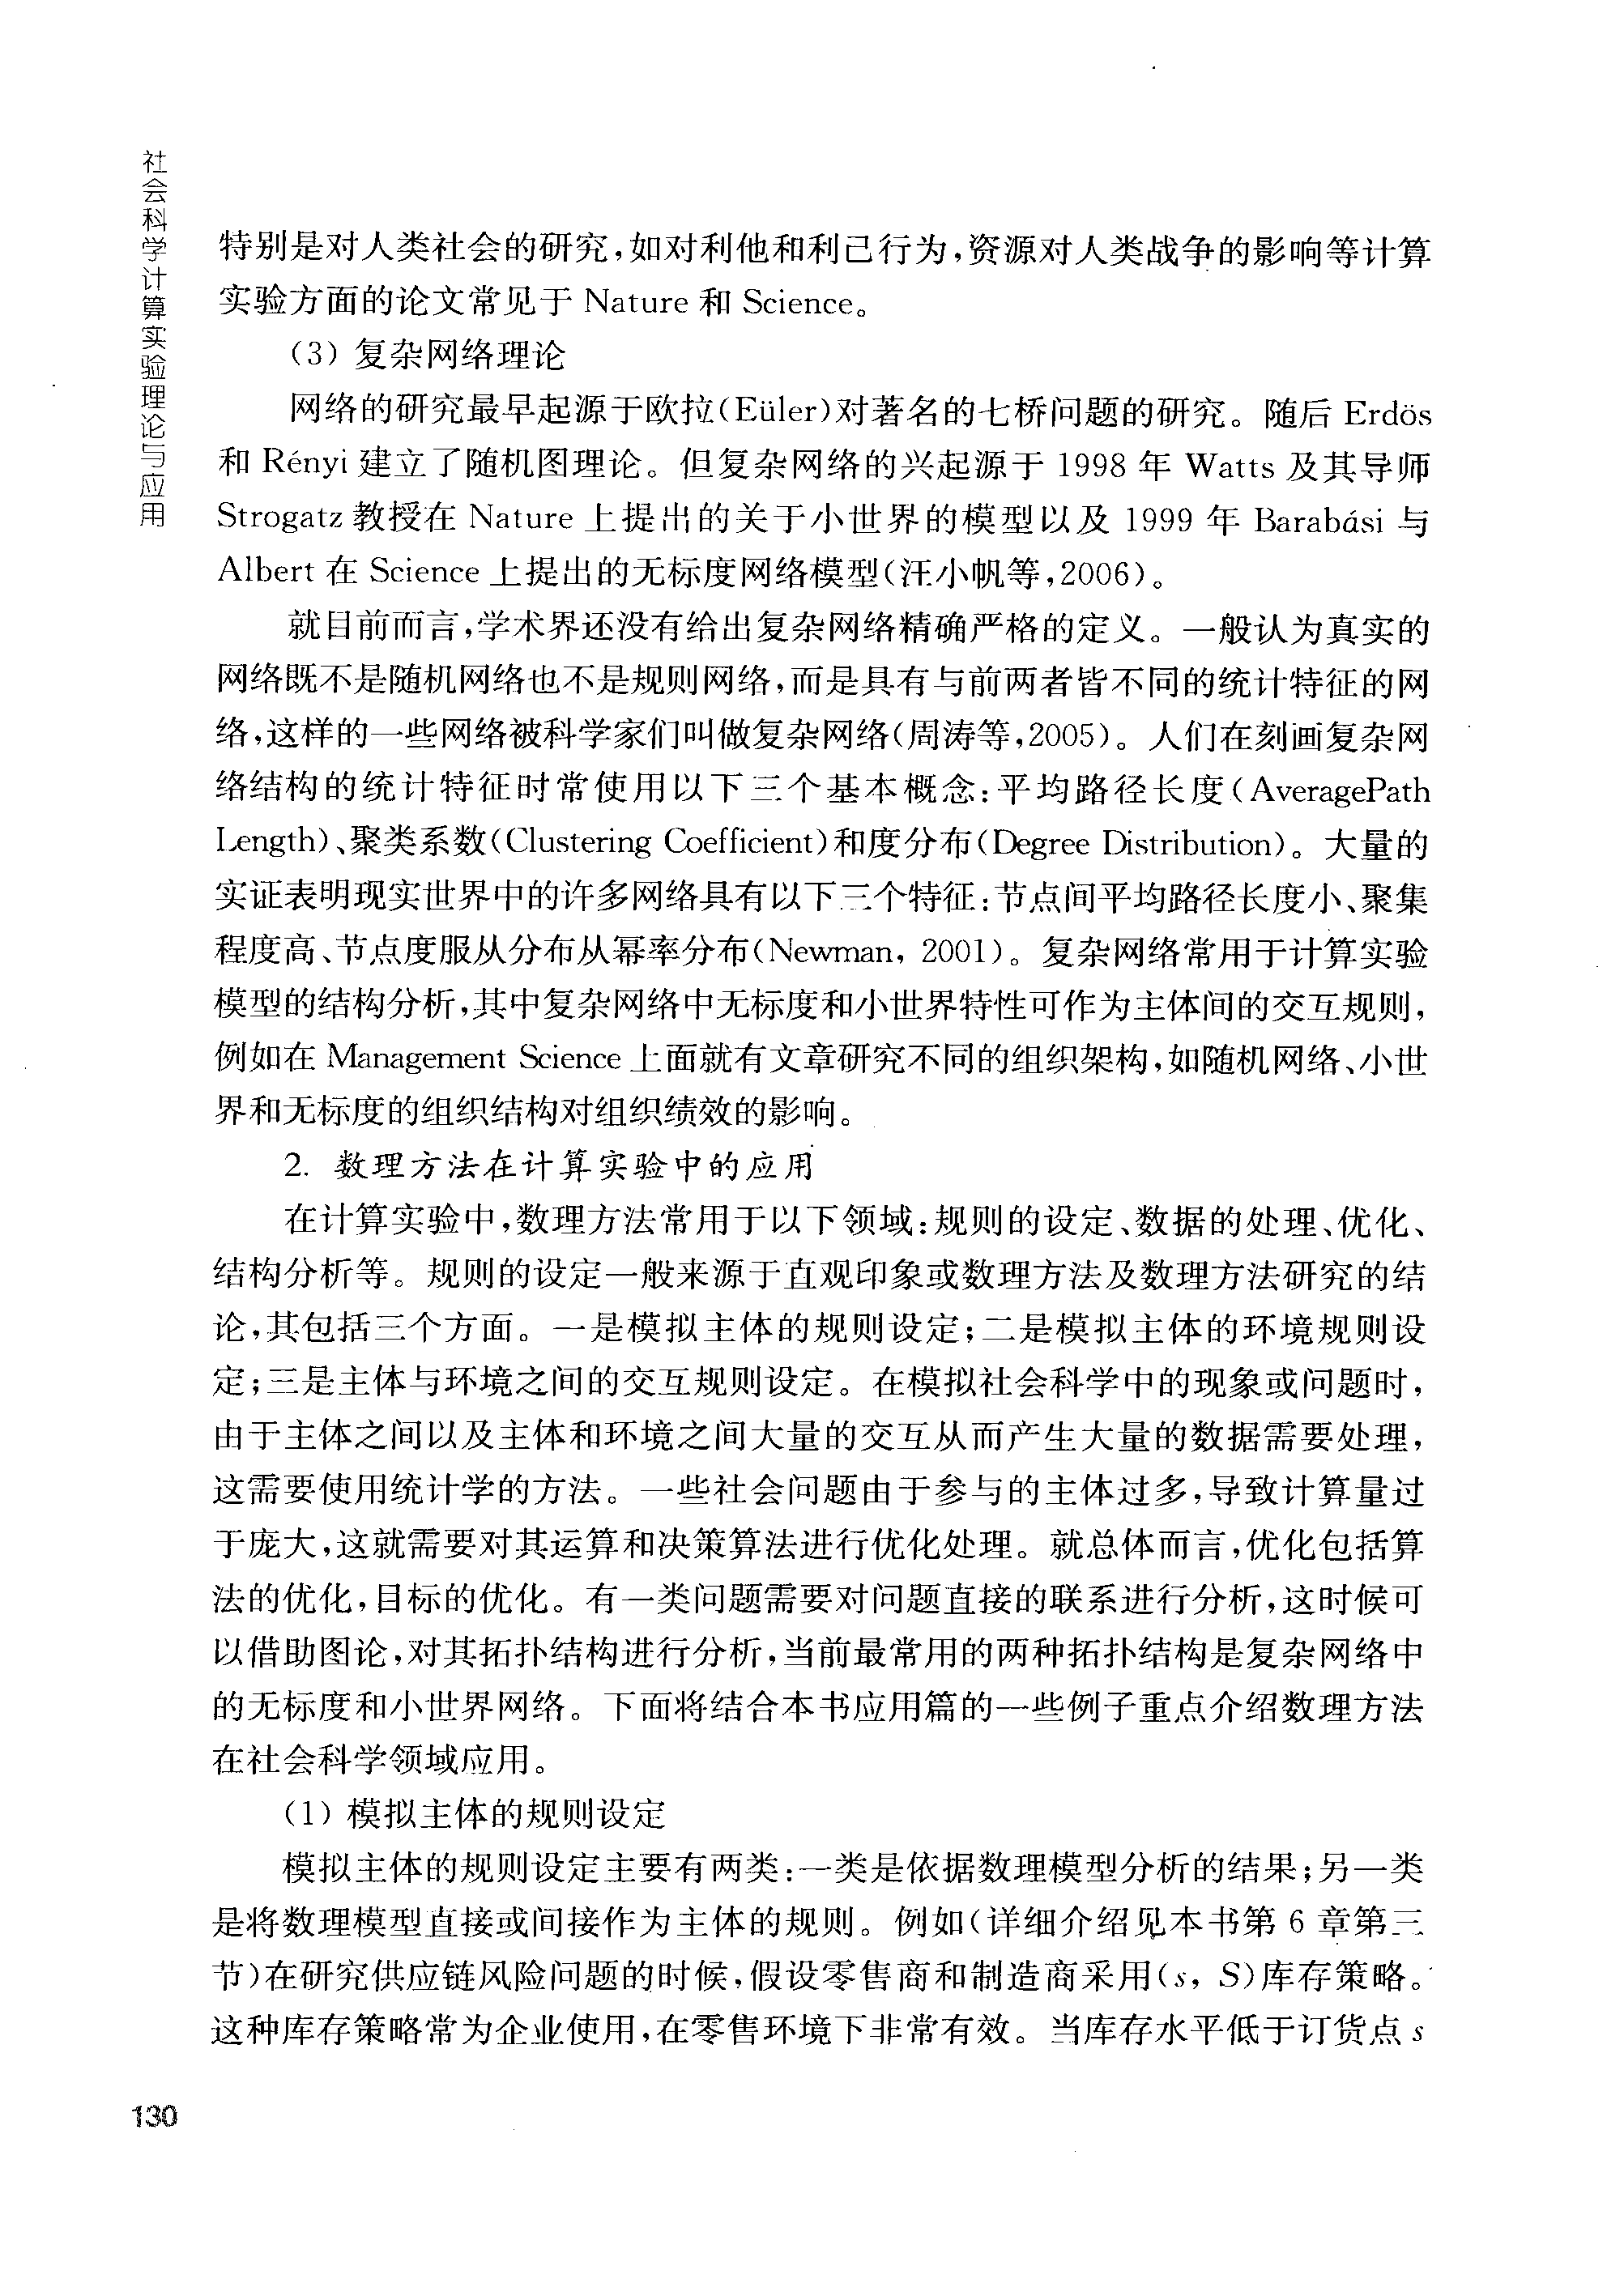 社会科学计算实验理论与应用
特别是对人类社会的研究,如对利他和利己行为,资源对人类战争的影响等计算
实验方面的论文常见于 Nature 和 Science。
(3) 复杂网络理论
网络的研究最早起源于欧拉(Eüler)对著名的七桥问题的研究。随后 Erdös
和 Rényi 建立了随机图理论。但复杂网络的兴起源于 1998 年 Watts 及其导师
Strogatz 教授在 Nature 上提出的关于小世界的模型以及 1999 年 Barabási 与
Albert 在 Science 上提出的无标度网络模型(汪小帆等,2006)。
就目前而言,学术界还没有给出复杂网络精确严格的定义。一般认为真实的
网络既不是随机网络也不是规则网络,而是具有与前两者皆不同的统计特征的网
络,这样的一些网络被科学家们叫做复杂网络(周涛等,2005)。人们在刻画复杂网
络结构的统计特征时常使用以下三个基本概念:平均路径长度(AveragePath
Length)、聚类系数(Clustering Coefficient)和度分布(Degree Distribution)。大量的
实证表明现实世界中的许多网络具有以下三个特征:节点间平均路径长度小、聚集
程度高、节点度服从分布从幂率分布(Newman, 2001)。复杂网络常用于计算实验
模型的结构分析,其中复杂网络中无标度和小世界特性可作为主体间的交互规则,
例如在 Management Science 上面就有文章研究不同的组织架构,如随机网络、小世
界和无标度的组织结构对组织绩效的影响。
2. 数理方法在计算实验中的应用
在计算实验中,数理方法常用于以下领域:规则的设定、数据的处理、优化、
结构分析等。规则的设定一般来源于直观印象或数理方法及数理方法研究的结
论,其包括三个方面。一是模拟主体的规则设定;二是模拟主体的环境规则设
定;三是主体与环境之间的交互规则设定。在模拟社会科学中的现象或问题时,
由于主体之间以及主体和环境之间大量的交互从而产生大量的数据需要处理,
这需要使用统计学的方法。一些社会问题由于参与的主体过多,导致计算量过
于庞大,这就需要对其运算和决策算法进行优化处理。就总体而言,优化包括算
法的优化,目标的优化。有一类问题需要对问题直接的联系进行分析,这时候可
以借助图论,对其拓扑结构进行分析,当前最常用的两种拓扑结构是复杂网络中
的无标度和小世界网络。下面将结合本书应用篇的一些例子重点介绍数理方法
在社会科学领域应用。
(1) 模拟主体的规则设定
模拟主体的规则设定主要有两类:一类是依据数理模型分析的结果;另一类
是将数理模型直接或间接作为主体的规则。例如(详细介绍见本书第 6 章第三
节)在研究供应链风险问题的时候,假设零售商和制造商采用(s, S)库存策略。
这种库存策略常为企业使用,在零售环境下非常有效。当库存水平低于订货点 s
130